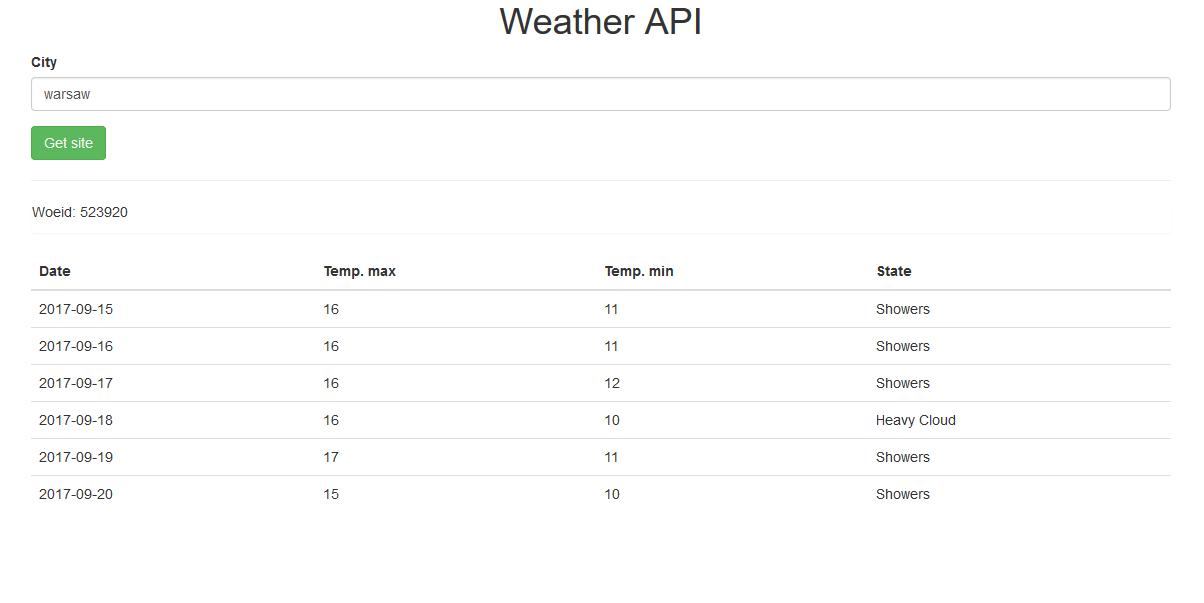 Weather API
City
warsaw
Get site
Woeid: 523920
Date Temp. max Temp. min State
2017-09-15 16 11 Showers
2017-09-16 16 11 Showers
2017-09-17 16 12 Showers
2017-09-18 16 10 Heavy Cloud
2017-09-19 17 11 Showers
2017-09-20 15 10 Showers